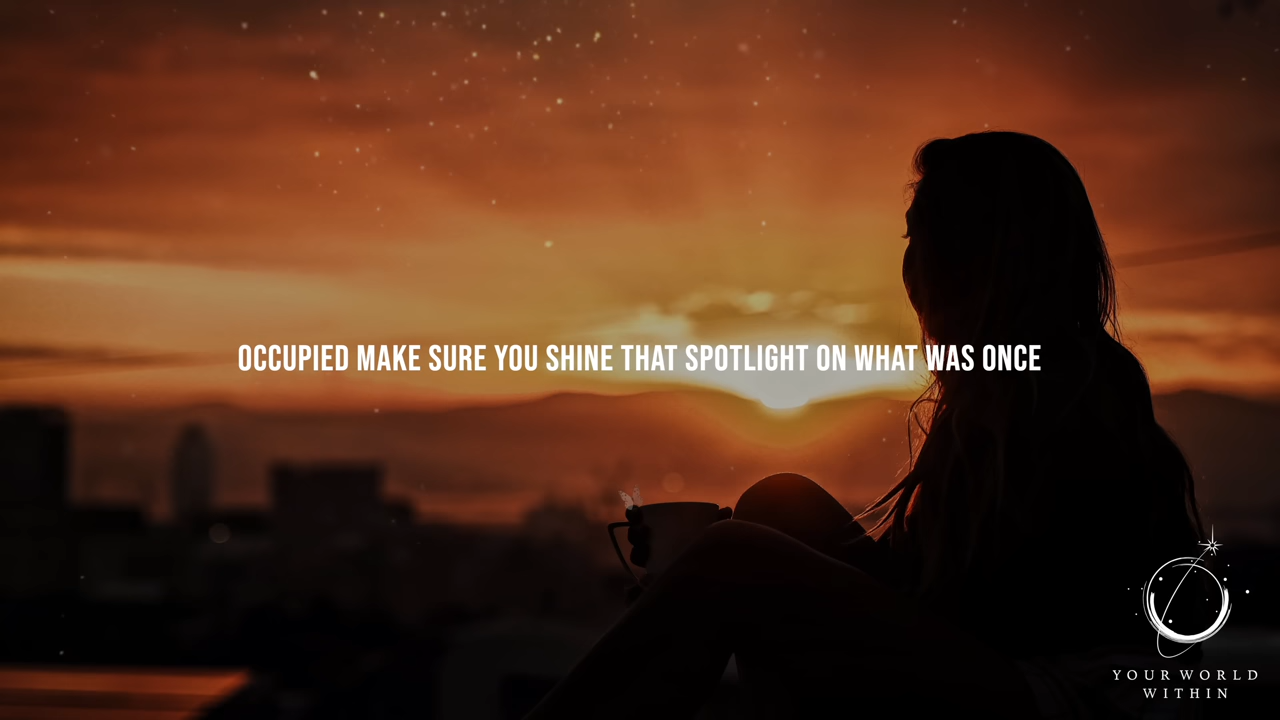 OCCUPIED MAKE SURE YOU SHINE THAT SPOTLIGHT ON WHAT WAS ONCE
YOUR WORLD
WITHIN